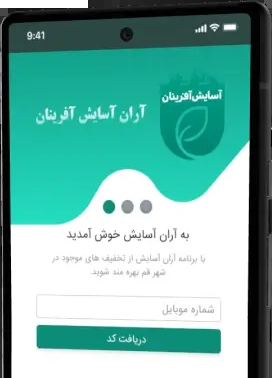 9:41
آسایش‌آفرینان
آران آسایش آفرینان
به آران آسایش خوش آمدید
با برنامه آران آسایش از تخفیف های موجود در
شهر قم بهره مند شوید.
شماره موبایل
دریافت کد